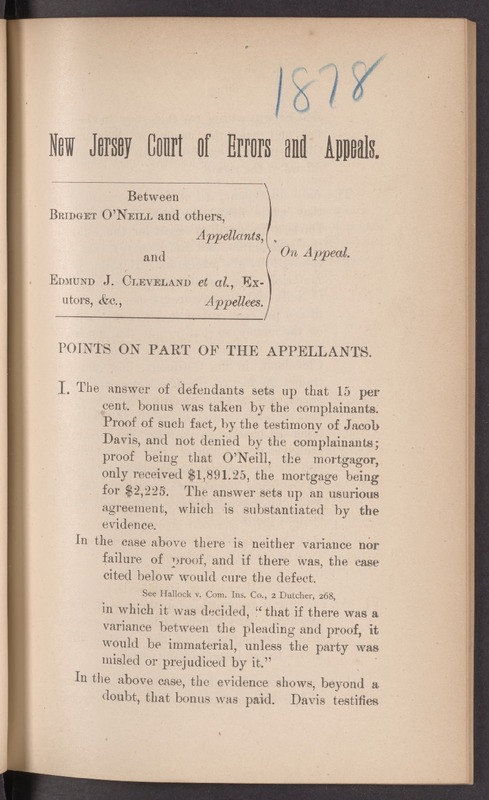 1878
New Jersey Court of Errors and Appeals.
Between
BRIDGET O'NEILL and others,
Appellants,
and
On Appeal.
EDMUND J. CLEVELAND et al., Ex-
utors, &c., Appellees.
POINTS ON PART OF THE APPELLANTS.
I. The answer of defendants sets up that 15 per
cent. bonus was taken by the complainants.
Proof of such fact, by the testimony of Jacob
Davis, and not denied by the complainants;
proof being that O'Neill, the mortgagor,
only received $1,891.25, the mortgage being
for $2,225. The answer sets up an usurious
agreement, which is substantiated by the
evidence.
In the case above there is neither variance nor
failure of proof, and if there was, the case
cited below would cure the defect.
See Hallock v. Com. Ins. Co., 2 Dutcher, 268,
in which it was decided, "that if there was a
variance between the pleading and proof, it
would be immaterial, unless the party was
misled or prejudiced by it."
In the above case, the evidence shows, beyond a
doubt, that bonus was paid. Davis testifies